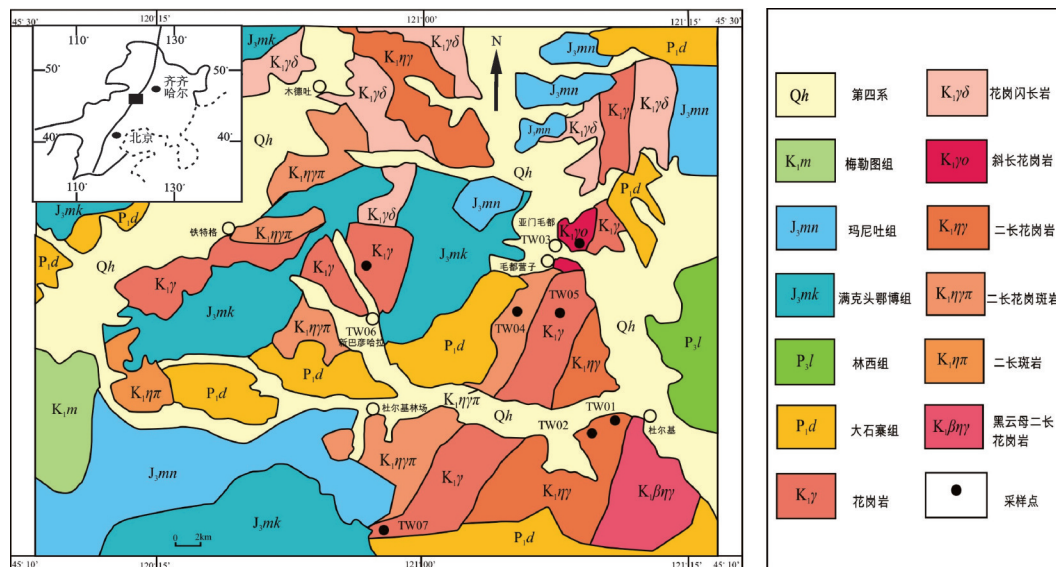 45°30′ 120°15′ 121°00′ 121°15′ 45°30′
110° 130°
50° 50°
齐齐
哈尔
40° 北京 40°
110° 130°
N
J₃mk
K₁γδ
K₁γδ
K₁ηγ
K₁γδ
木德吐
Qh
K₁γδ
J₃mn
P₁d
J₃mn
K₁γ
K₁γδ
J₃mn
J₃mn
K₁γδ
Qh
K₁ηγπ
J₃mk
P₁d
P₁d
Qh
铁特格
K₁ηγπ
K₁γδ
J₃mn
J₃mk
亚门毛都
K₁γο
K₁γ
P₁d
TW03
毛都营子
K₁γ
K₁γ
K₁γ
J₃mk
K₁ηγπ
TW06
新巴彦哈拉
P₁d
TW05
TW04
K₁γ
K₁ηγ
Qh
P₃l
K₁m
K₁ηπ
P₁d
P₁d
杜尔基林场
K₁ηγπ
Qh
TW01
TW02
杜尔基
J₃mn
K₁ηγπ
K₁γ
K₁ηγ
K₁βηγ
J₃mk
TW07
P₁d
0 2km
45°10′ 120°15′ 121°00′ 121°15′ 45°10′
Qh 第四系
K₁m 梅勒图组
J₃mn 玛尼吐组
J₃mk 满克头鄂博组
P₃l 林西组
P₁d 大石寨组
K₁γ 花岗岩
K₁γδ 花岗闪长岩
K₁γο 斜长花岗岩
K₁ηγ 二长花岗岩
K₁ηγπ 二长花岗斑岩
K₁ηπ 二长斑岩
K₁βηγ 黑云母二长
花岗岩
采样点